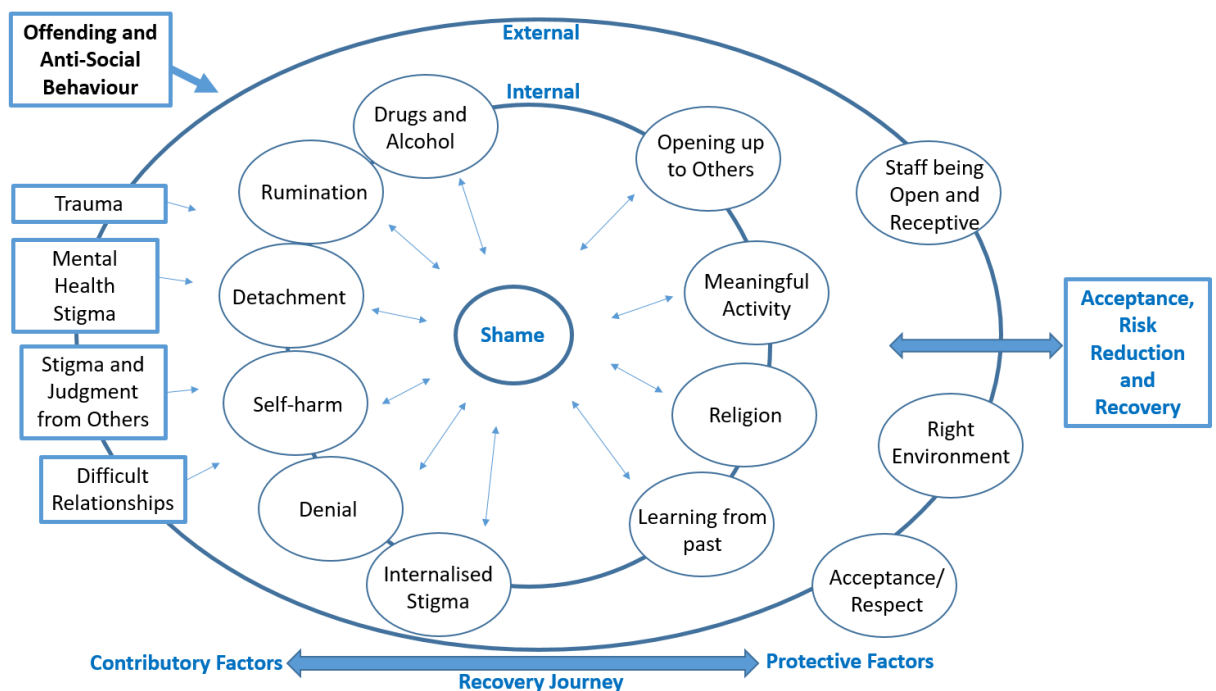 Offending and
Anti-Social
Behaviour
External
Internal
Drugs and
Alcohol
Opening up
to Others
Staff being
Open and
Receptive
Rumination
Trauma
Mental
Health
Stigma
Detachment
Meaningful
Activity
Acceptance,
Risk
Reduction
and
Recovery
Shame
Stigma and
Judgment
from Others
Self-harm
Religion
Right
Environment
Difficult
Relationships
Denial
Learning from
past
Internalised
Stigma
Acceptance/
Respect
Contributory Factors
Protective Factors
Recovery Journey